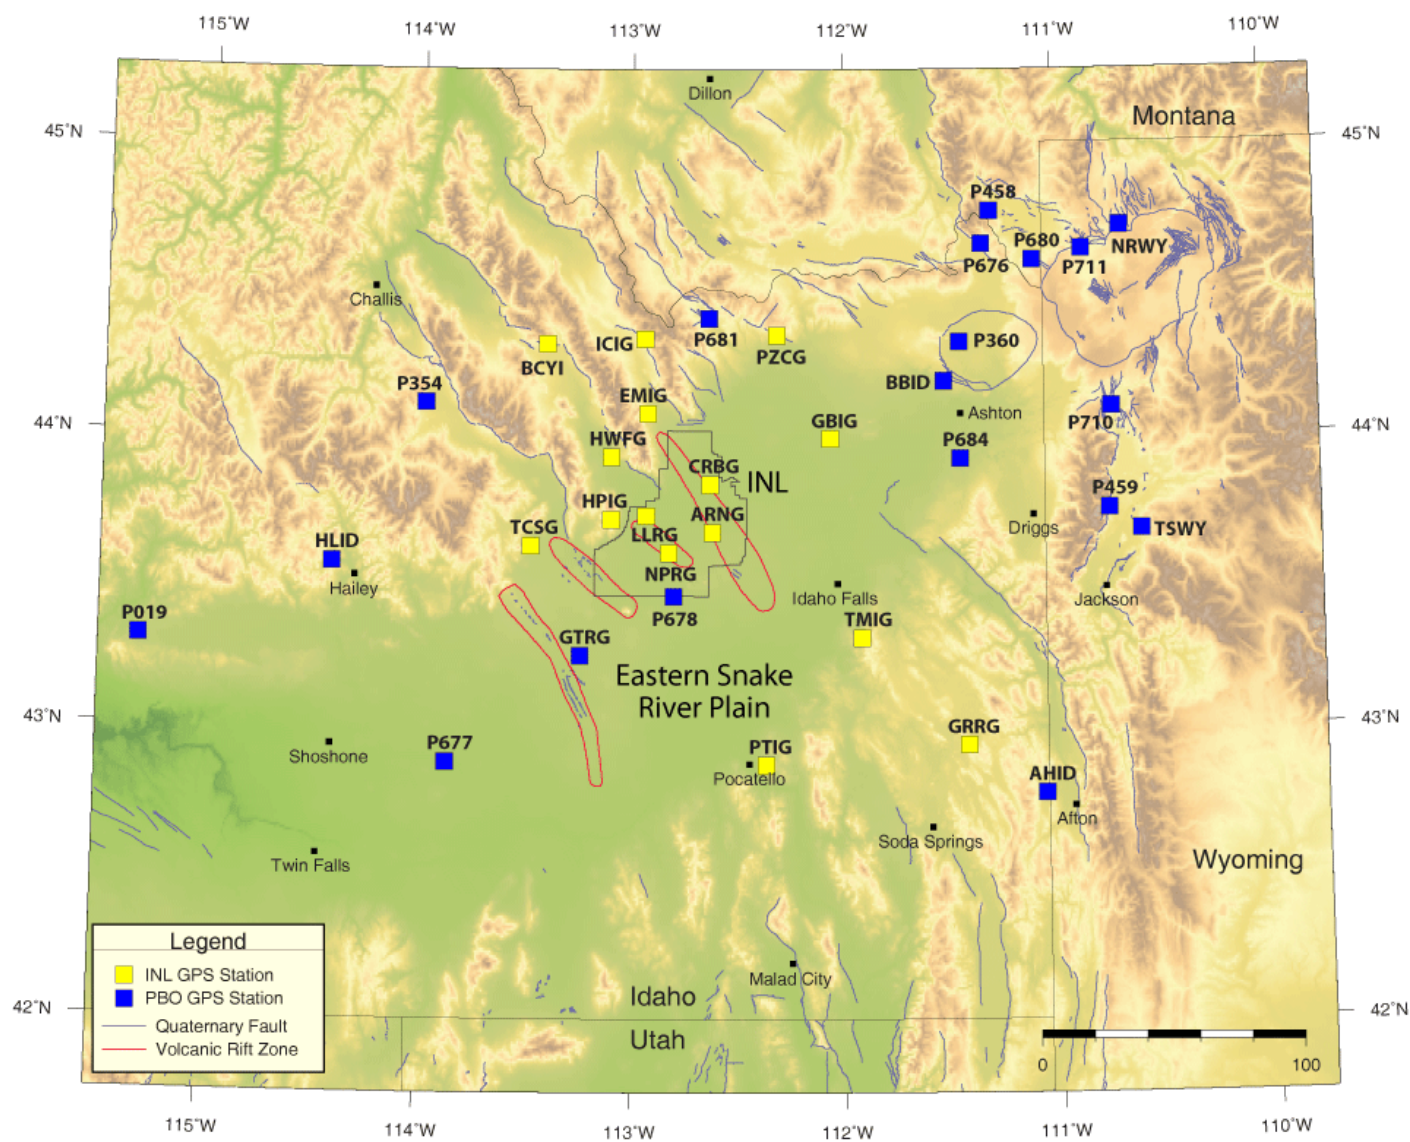 115°W 114°W 113°W 112°W 111°W 110°W
Dillon
Montana
45°N 45°N
P458
P680 NRWY
P676 P711
Challis
ICIG P681 PZCG P360
BCYI
P354 BBID
EMIG Ashton
44°N GBIG P710 44°N
HWFG P684
CRBG INL
HPIG P459
TCSG ARNG Driggs TSWY
HLID LLRG
Hailey NPRG Idaho Falls Jackson
P019 P678 TMIG
GTRG
Eastern Snake
River Plain
43°N GRRG 43°N
Shoshone P677 PTIG
Pocatello AHID
Afton
Soda Springs
Twin Falls Wyoming
Legend
INL GPS Station
PBO GPS Station
Quaternary Fault
Volcanic Rift Zone
Malad City
Idaho
42°N 42°N
Utah
0 100
115°W 114°W 113°W 112°W 111°W 110°W